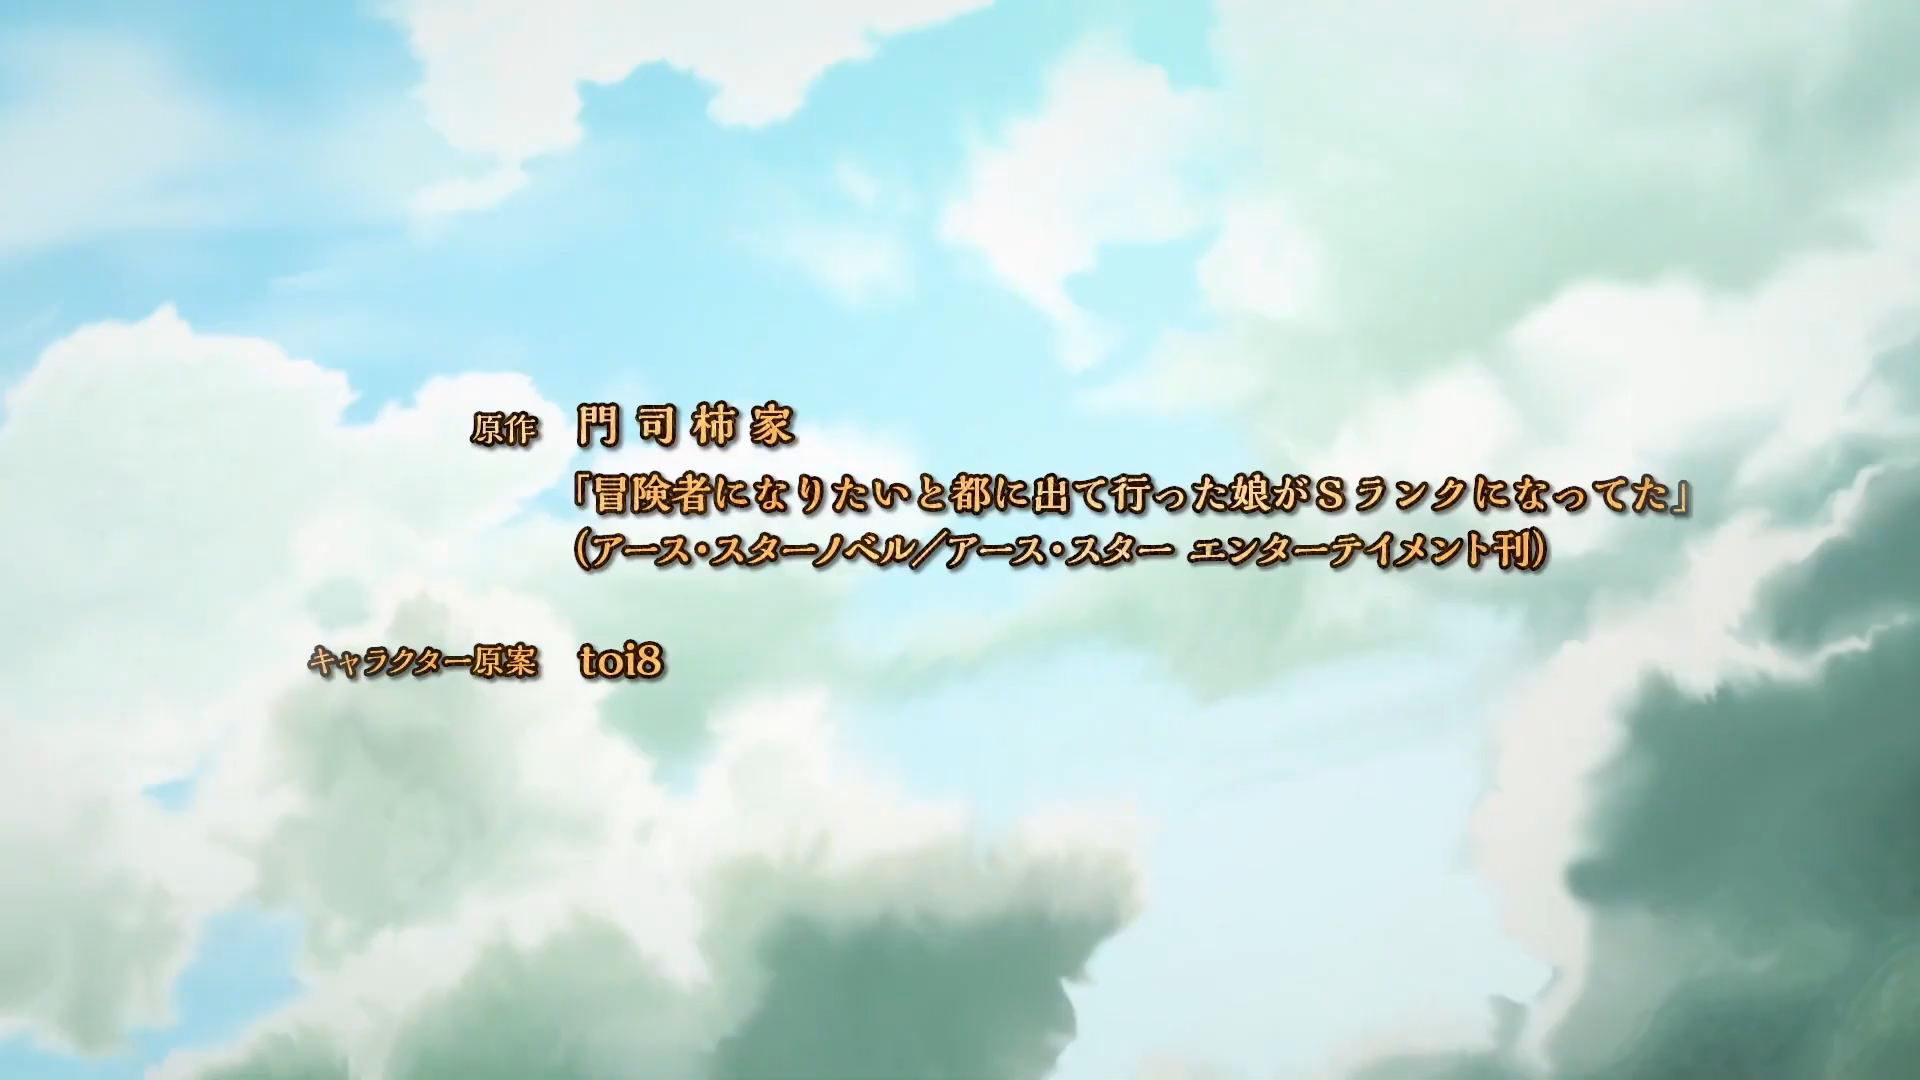 原作 門司柿家
「冒険者になりたいと都に出て行った娘がSランクになってた」
(アース・スターノベル／アース・スター エンターテイメント刊)
キャラクター原案 toi8